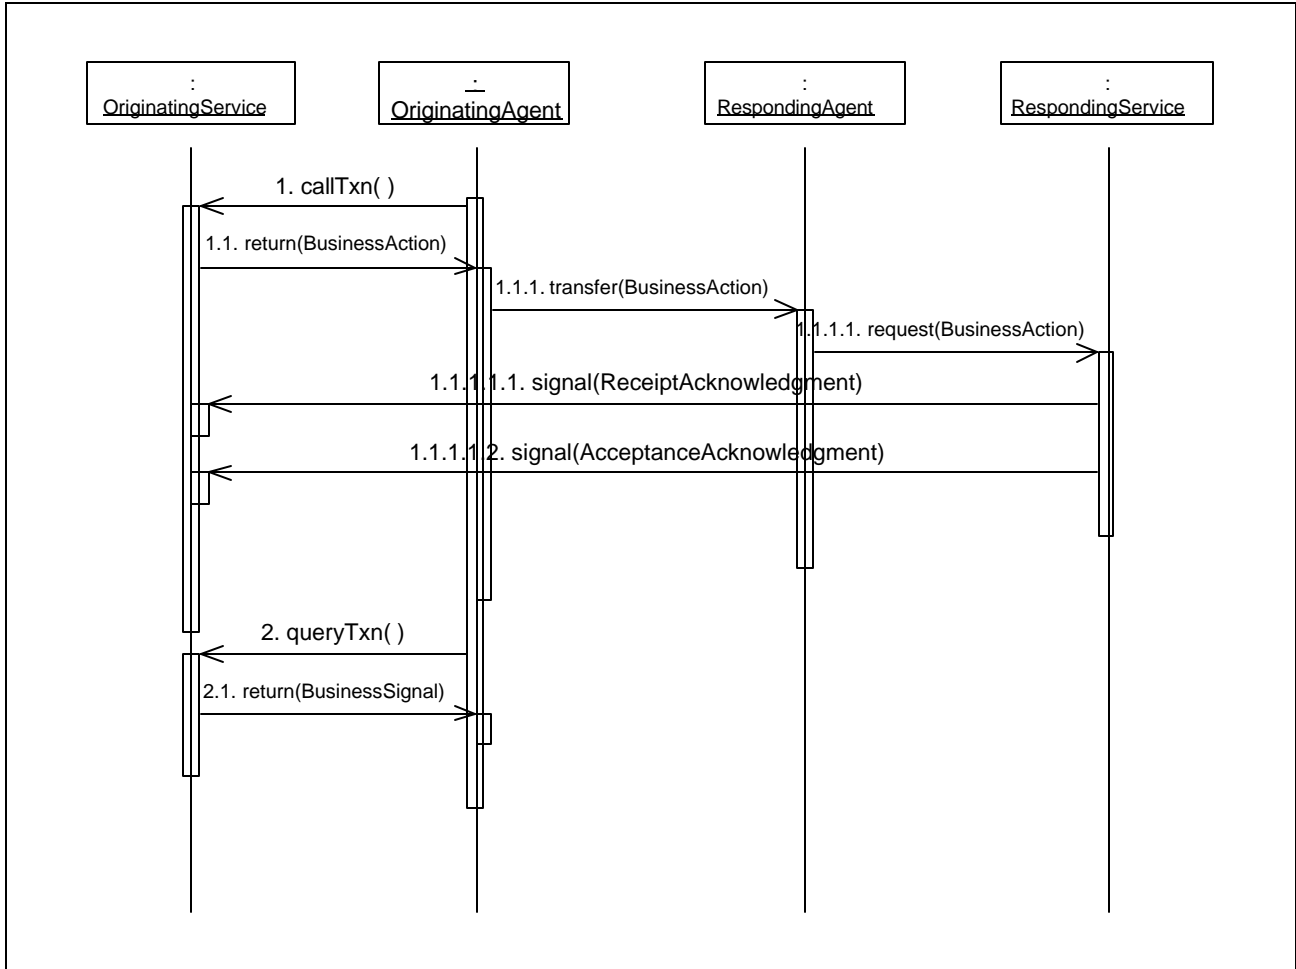 :
OriginatingService
:
OriginatingAgent
:
RespondingAgent
:
RespondingService
1. callTxn( )
1.1. return(BusinessAction)
1.1.1. transfer(BusinessAction)
1.1.1.1. request(BusinessAction)
1.1.1.1.1. signal(ReceiptAcknowledgment)
1.1.1.1.2. signal(AcceptanceAcknowledgment)
2. queryTxn( )
2.1. return(BusinessSignal)